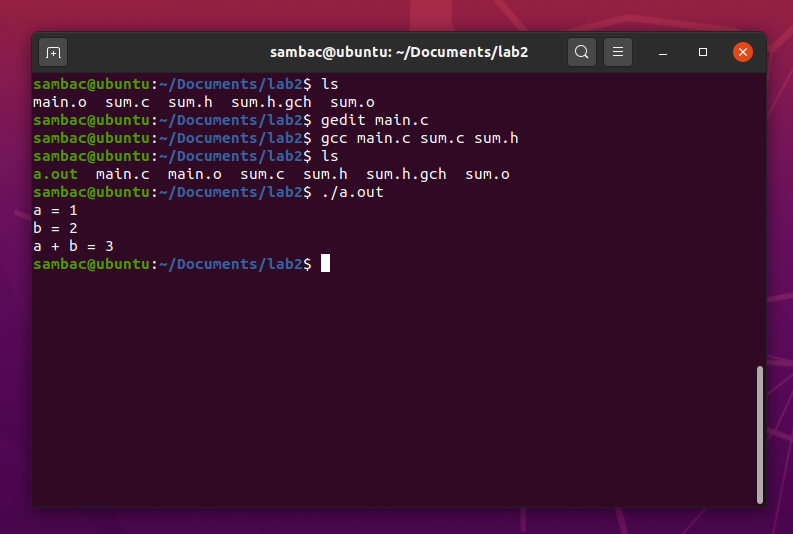 sambac@ubuntu: ~/Documents/lab2
sambac@ubuntu:~/Documents/lab2$ ls
main.o  sum.c  sum.h  sum.h.gch  sum.o
sambac@ubuntu:~/Documents/lab2$ gedit main.c
sambac@ubuntu:~/Documents/lab2$ gcc main.c sum.c sum.h
sambac@ubuntu:~/Documents/lab2$ ls
a.out  main.c  main.o  sum.c  sum.h  sum.h.gch  sum.o
sambac@ubuntu:~/Documents/lab2$ ./a.out
a = 1
b = 2
a + b = 3
sambac@ubuntu:~/Documents/lab2$